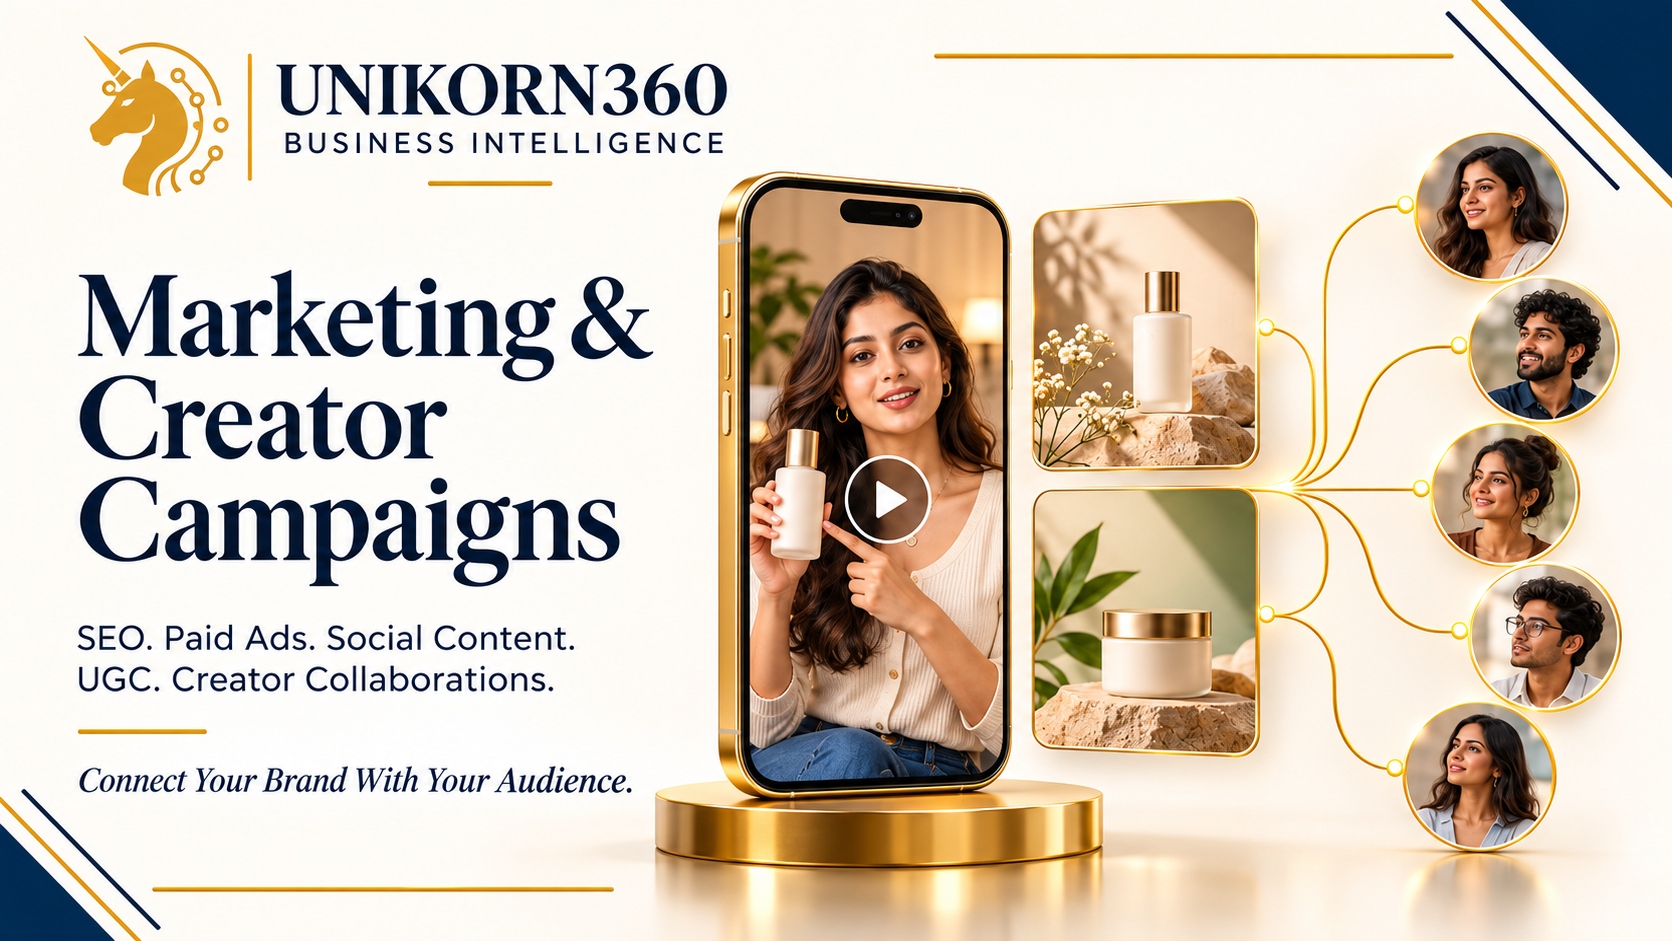 UNIKORN360
BUSINESS INTELLIGENCE
Marketing &
Creator
Campaigns
SEO. Paid Ads. Social Content.
UGC. Creator Collaborations.
Connect Your Brand With Your Audience.